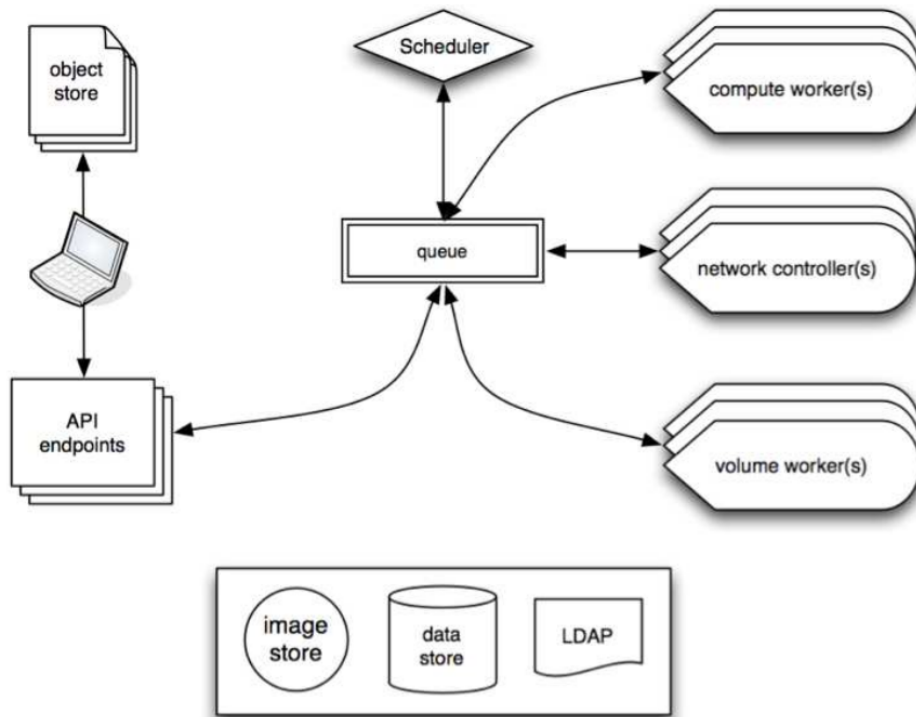 object
store
Scheduler
compute worker(s)
queue
network controller(s)
API
endpoints
volume worker(s)
image
store
data
store
LDAP